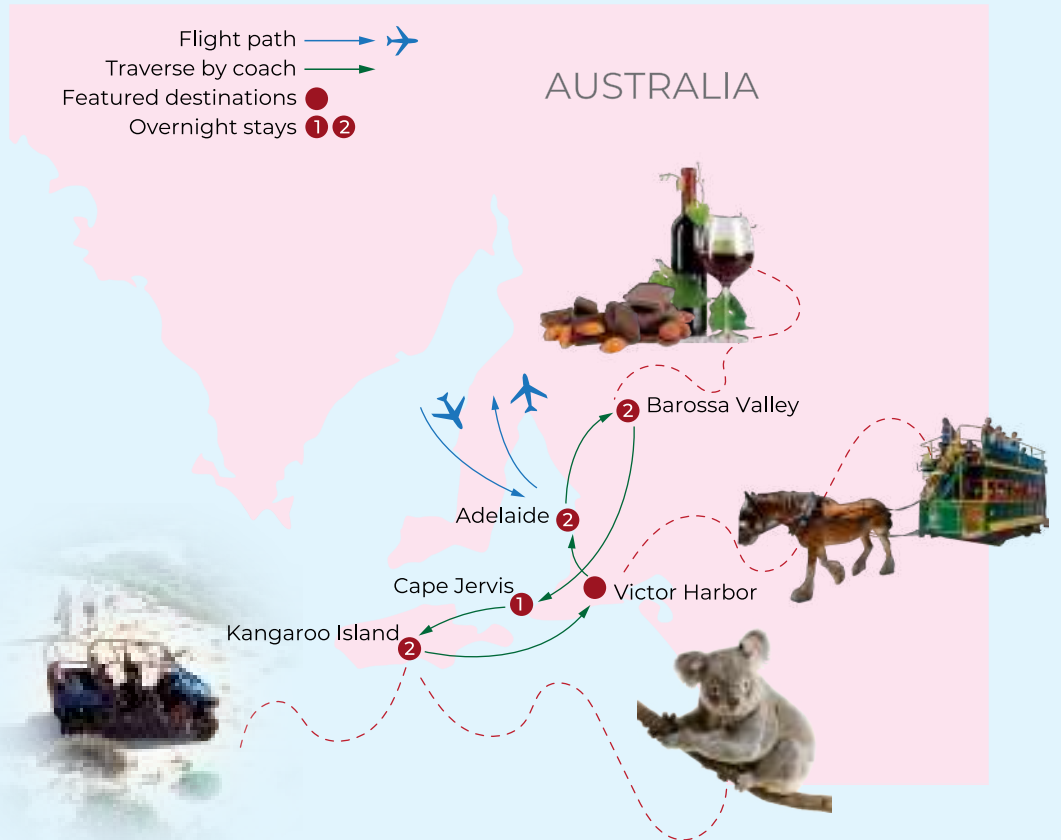 Flight path
Traverse by coach
Featured destinations
Overnight stays 1 2
AUSTRALIA
2 Barossa Valley
Adelaide 2
Cape Jervis 1
Victor Harbor
Kangaroo Island 2